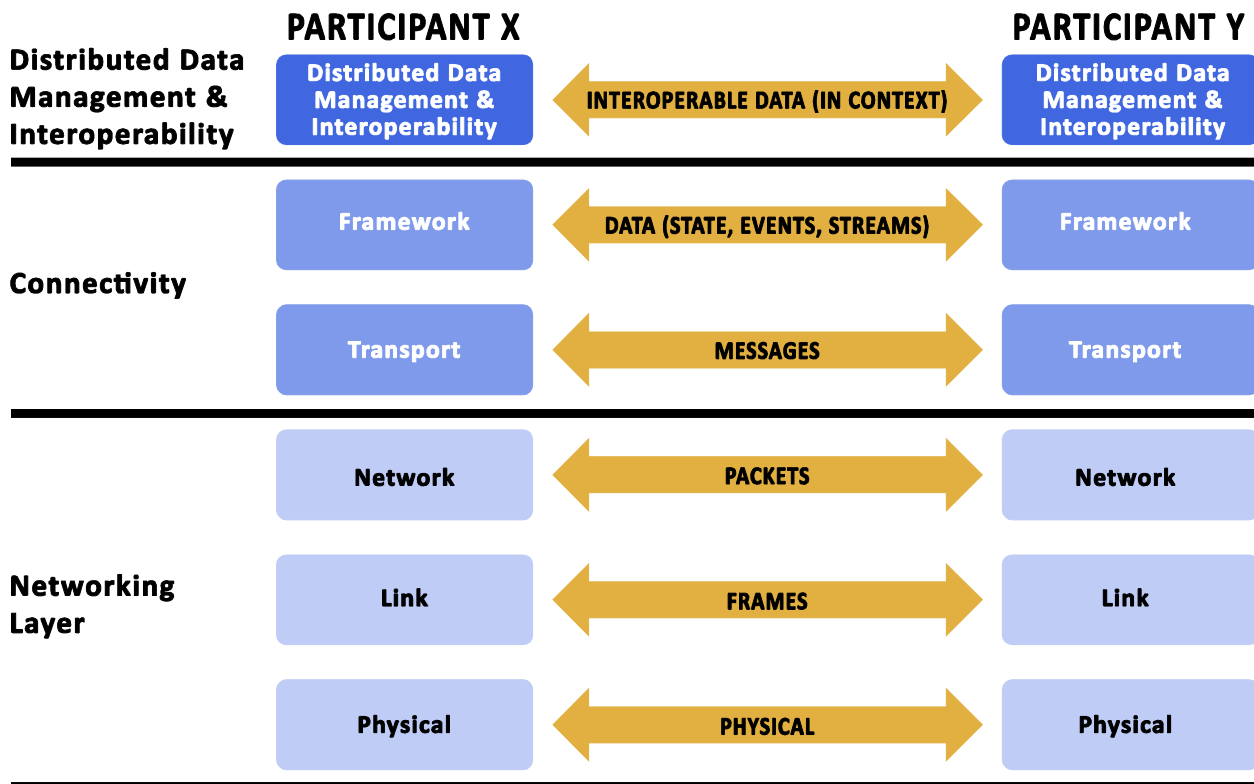 PARTICIPANT X
PARTICIPANT Y
Distributed Data
Management &
Interoperability
Distributed Data
Management &
Interoperability
INTEROPERABLE DATA (IN CONTEXT)
Distributed Data
Management &
Interoperability
Connectivity
Framework
DATA (STATE, EVENTS, STREAMS)
Framework
Transport
MESSAGES
Transport
Networking
Layer
Network
PACKETS
Network
Link
FRAMES
Link
Physical
PHYSICAL
Physical